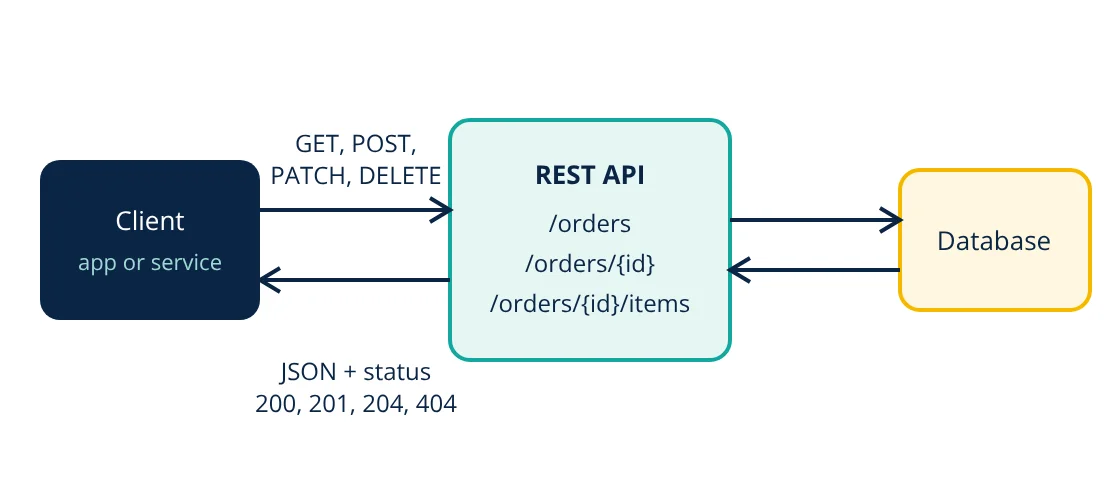 GET, POST,
PATCH, DELETE
Client
app or service
REST API
/orders
/orders/{id}
/orders/{id}/items
Database
JSON + status
200, 201, 204, 404